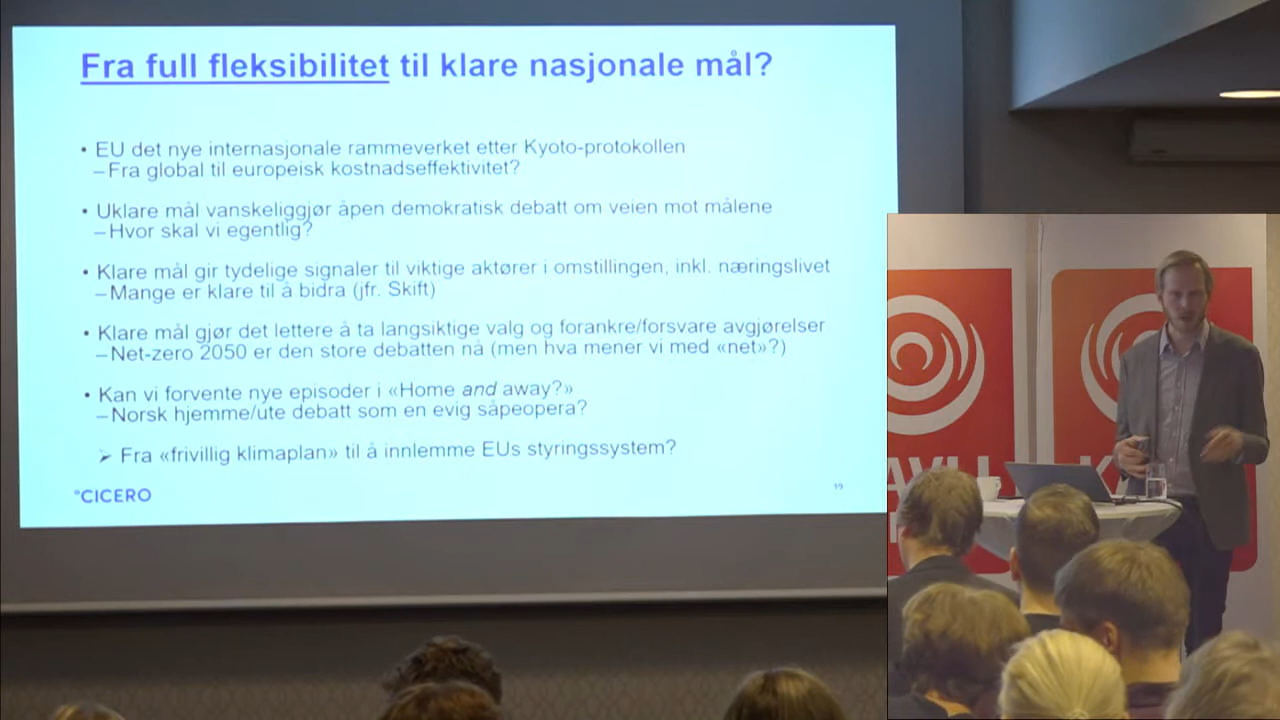 Fra full fleksibilitet til klare nasjonale mål?
• EU det nye internasjonale rammeverket etter Kyoto-protokollen
–Fra global til europeisk kostnadseffektivitet?
• Uklare mål vanskeliggjør åpen demokratisk debatt om veien mot målene
–Hvor skal vi egentlig?
• Klare mål gir tydelige signaler til viktige aktører i omstillingen, inkl. næringslivet
–Mange er klare til å bidra (jfr. Skift)
• Klare mål gjør det lettere å ta langsiktige valg og forankre/forsvare avgjørelser
–Net-zero 2050 er den store debatten nå (men hva mener vi med «net»?)
• Kan vi forvente nye episoder i «Home and away?»
–Norsk hjemme/ute debatt som en evig såpeopera?
➢ Fra «frivillig klimaplan» til å innlemme EUs styringssystem?
°CICERO